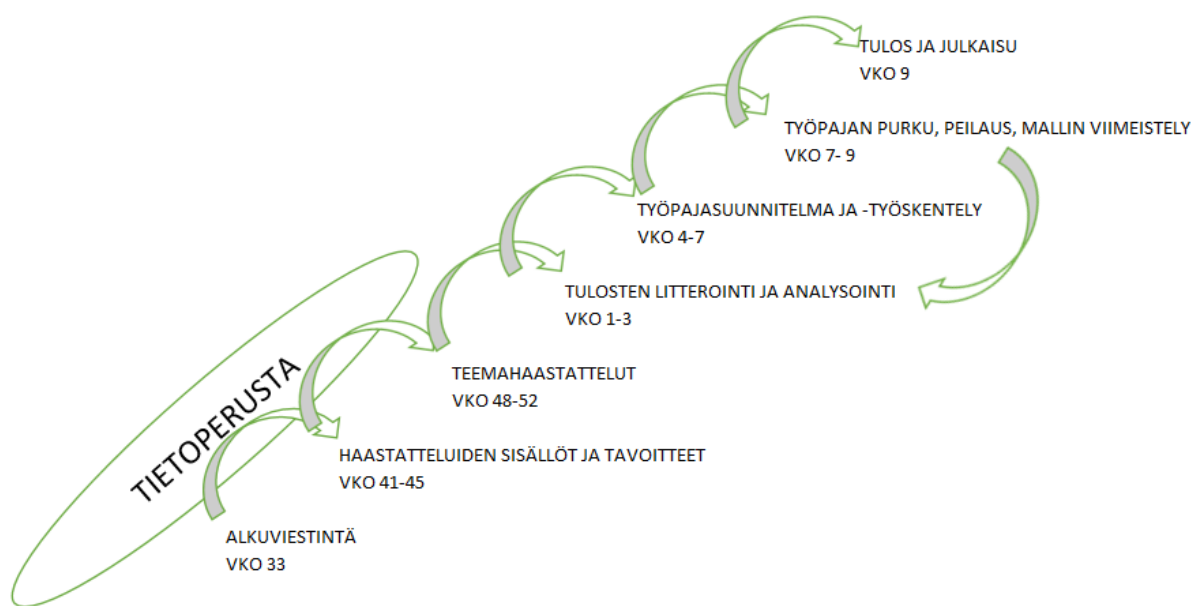 TULOS JA JULKAISU
VKO 9
TYÖPAJAN PURKU, PEILAUS, MALLIN VIIMEISTELY
VKO 7- 9
TYÖPAJASUUNNITELMA JA -TYÖSKENTELY
VKO 4-7
TULOSTEN LITTEROINTI JA ANALYSOINTI
VKO 1-3
TEEMAHAASTATTELUT
VKO 48-52
TIETOPERUSTA
HAASTATTELUIDEN SISÄLLÖT JA TAVOITTEET
VKO 41-45
ALKUVIESTINTÄ
VKO 33